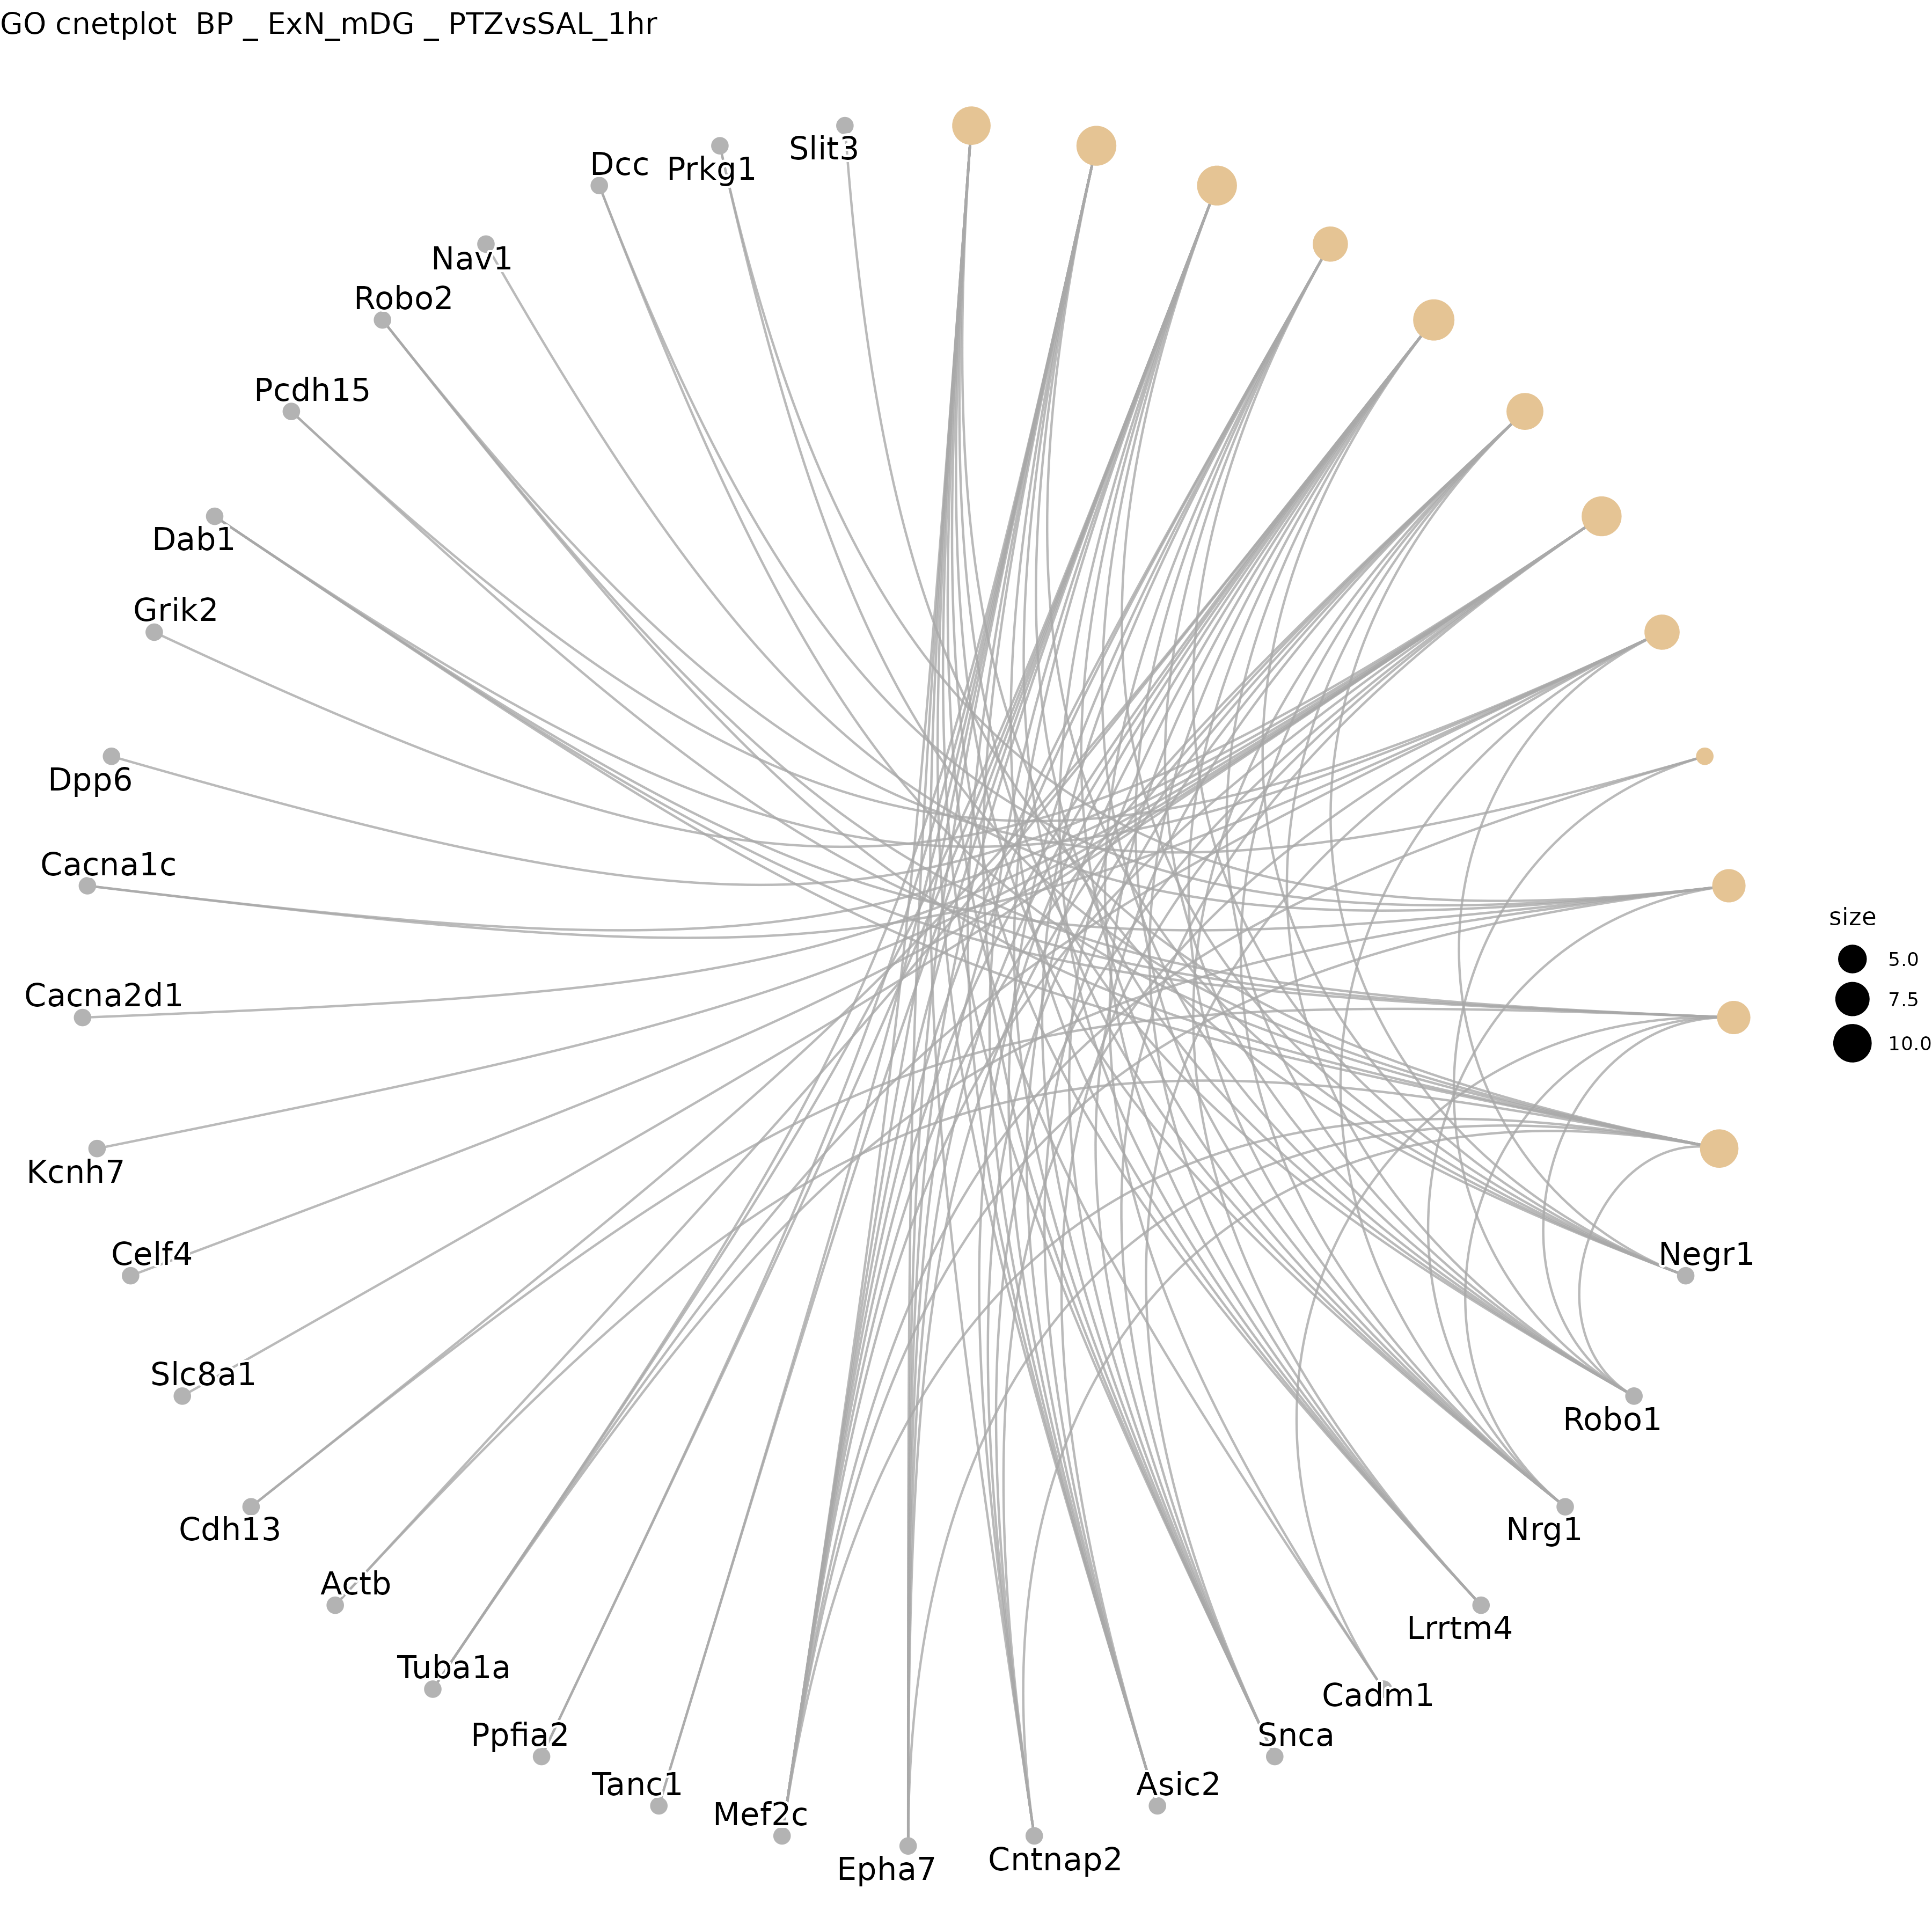 GO cnetplot  BP _ ExN_mDG _ PTZvsSAL_1hr
Slit3
Dcc
Prkg1
Nav1
Robo2
Pcdh15
Dab1
Grik2
Dpp6
Cacna1c
size
5.0
Cacna2d1
7.5
10.0
Kcnh7
Celf4
Negr1
Slc8a1
Robo1
Cdh13
Nrg1
Actb
Lrrtm4
Tuba1a
Cadm1
Ppfia2
Snca
Tanc1
Asic2
Mef2c
Cntnap2
Epha7